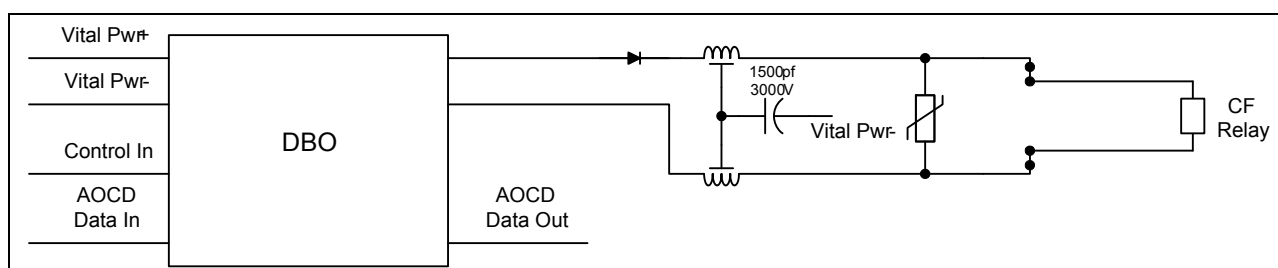 Vital Pwr+
Vital Pwr-
Control In
AOCD
Data In
DBO
AOCD
Data Out
1500pf
3000V
Vital Pwr-
CF
Relay